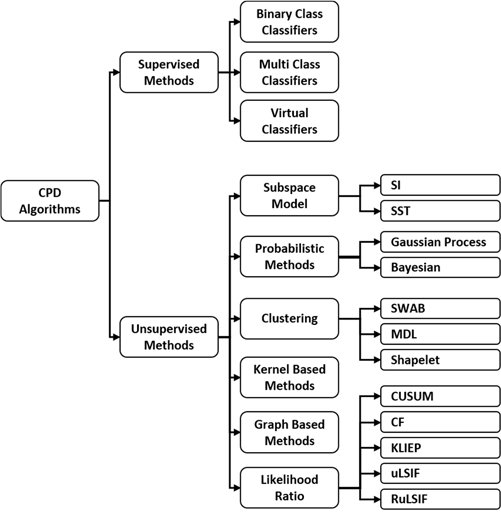 CPD
Algorithms
Supervised
Methods
Binary Class
Classifiers
Multi Class
Classifiers
Virtual
Classifiers
Unsupervised
Methods
Subspace
Model
SI
SST
Probabilistic
Methods
Gaussian Process
Bayesian
Clustering
SWAB
MDL
Shapelet
Kernel Based
Methods
Graph Based
Methods
Likelihood
Ratio
CUSUM
CF
KLIEP
uLSIF
RuLSIF